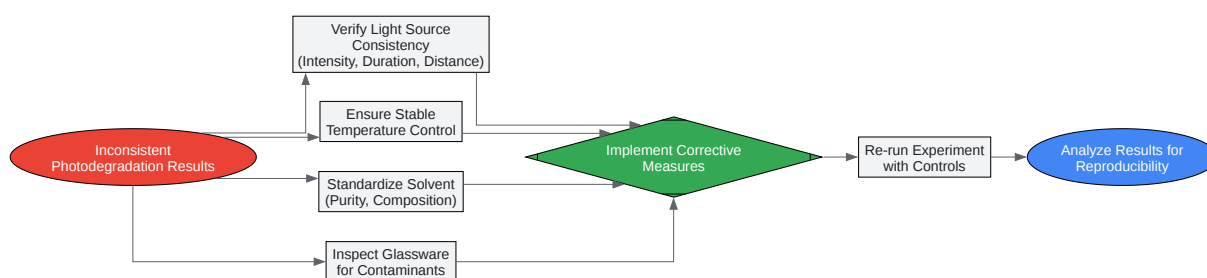 Verify Light Source
Consistency
(Intensity, Duration, Distance)
Ensure Stable
Temperature Control
Inconsistent
Photodegradation Results
Implement Corrective
Measures
Re-run Experiment
with Controls
Analyze Results for
Reproducibility
Standardize Solvent
(Purity, Composition)
Inspect Glassware
for Contaminants